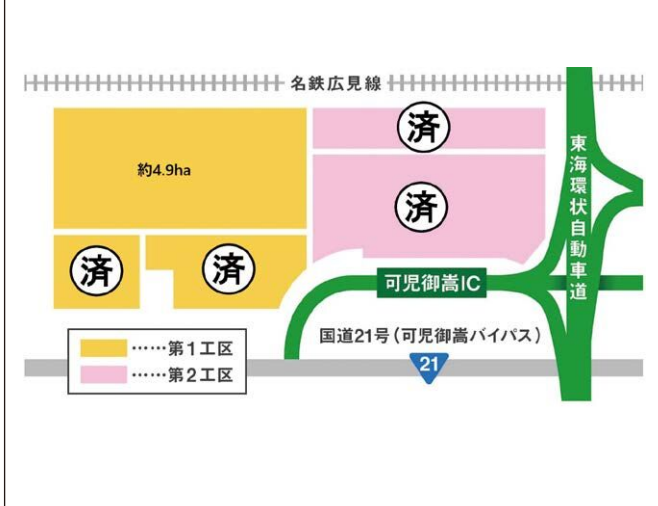 名鉄広見線
済
約4.9ha
済
済
済
東海環状自動車道
可児御嵩IC
国道21号(可児御嵩バイパス)
……第1工区
……第2工区
21